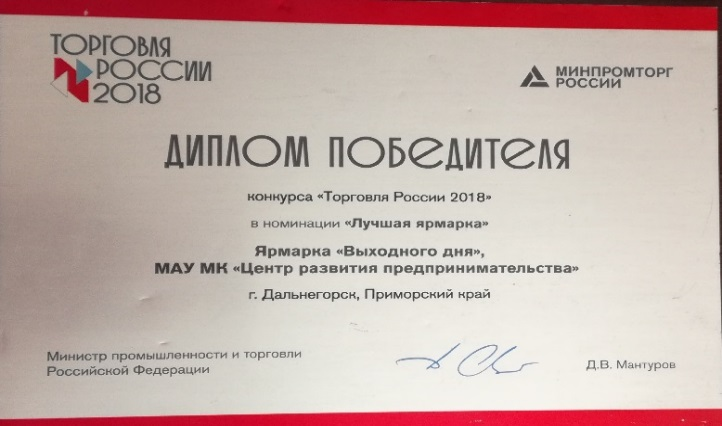 ТОРГОВЛЯ
РОССИИ
2018
МИНПРОМТОРГ
РОССИИ
ДИПЛОМ ПОБЕДИТЕЛЯ
конкурса «Торговля России 2018»
в номинации «Лучшая ярмарка»
Ярмарка «Выходного дня»,
МАУ МК «Центр развития предпринимательства»
г. Дальнегорск, Приморский край
Министр промышленности и торговли
Российской Федерации
Д.В. Мантуров